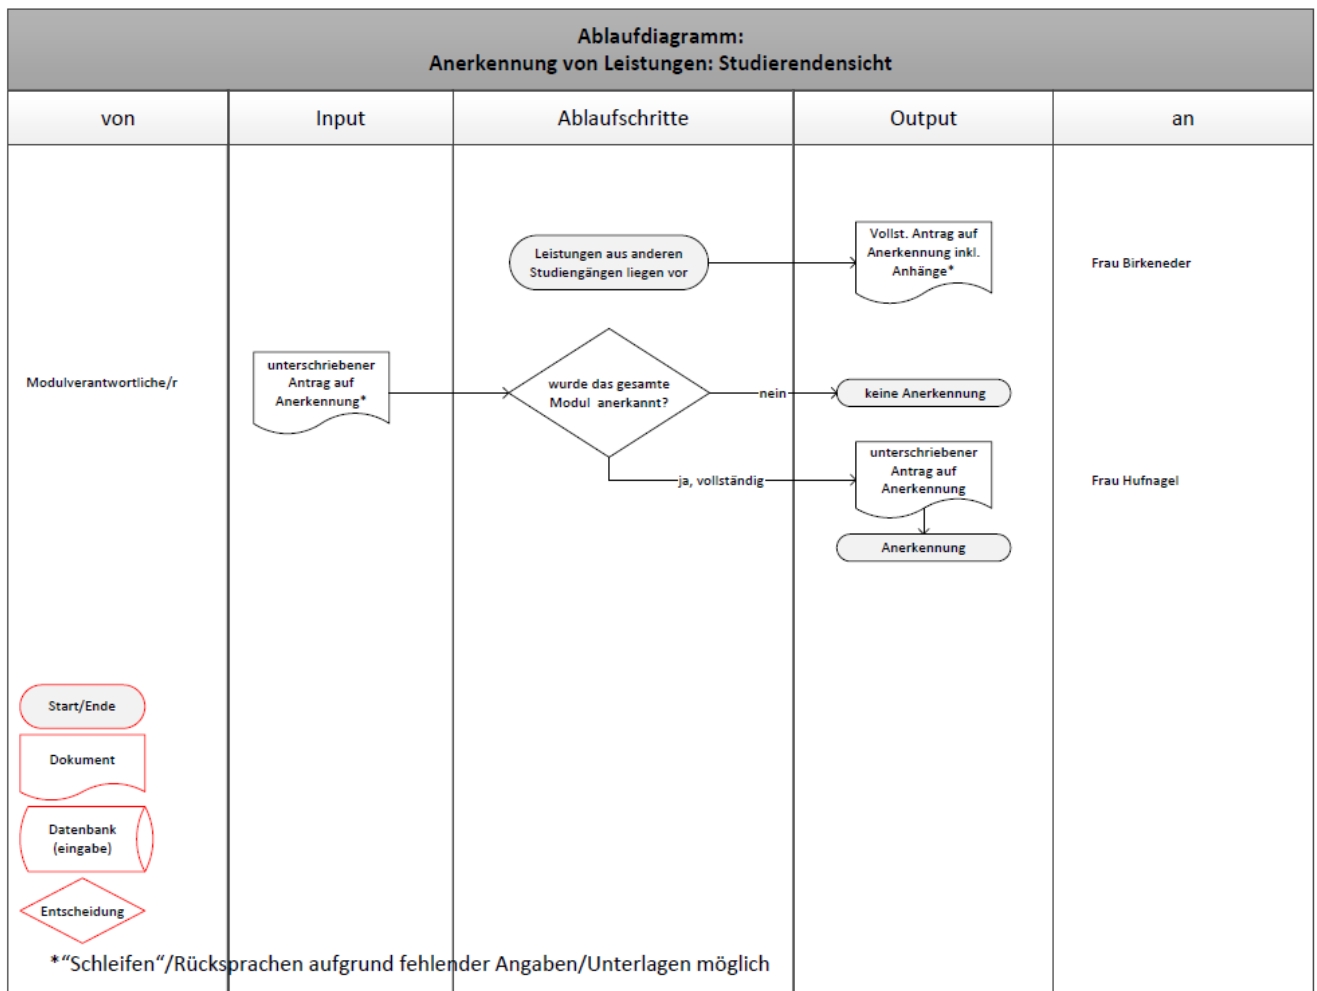 Ablaufdiagramm:
Anerkennung von Leistungen: Studierendensicht
von
Input
Ablaufschritte
Output
an
Leistungen aus anderen
Studiengängen liegen vor
Vollst. Antrag auf
Anerkennung inkl.
Anhänge*
Frau Birkeneder
Modulverantwortliche/r
unterschriebener
Antrag auf
Anerkennung*
wurde das gesamte
Modul anerkannt?
nein
keine Anerkennung
ja, vollständig
unterschriebener
Antrag auf
Anerkennung
Frau Hufnagel
Anerkennung
Start/Ende
Dokument
Datenbank
(eingabe)
Entscheidung
*“Schleifen“/Rücksprachen aufgrund fehlender Angaben/Unterlagen möglich